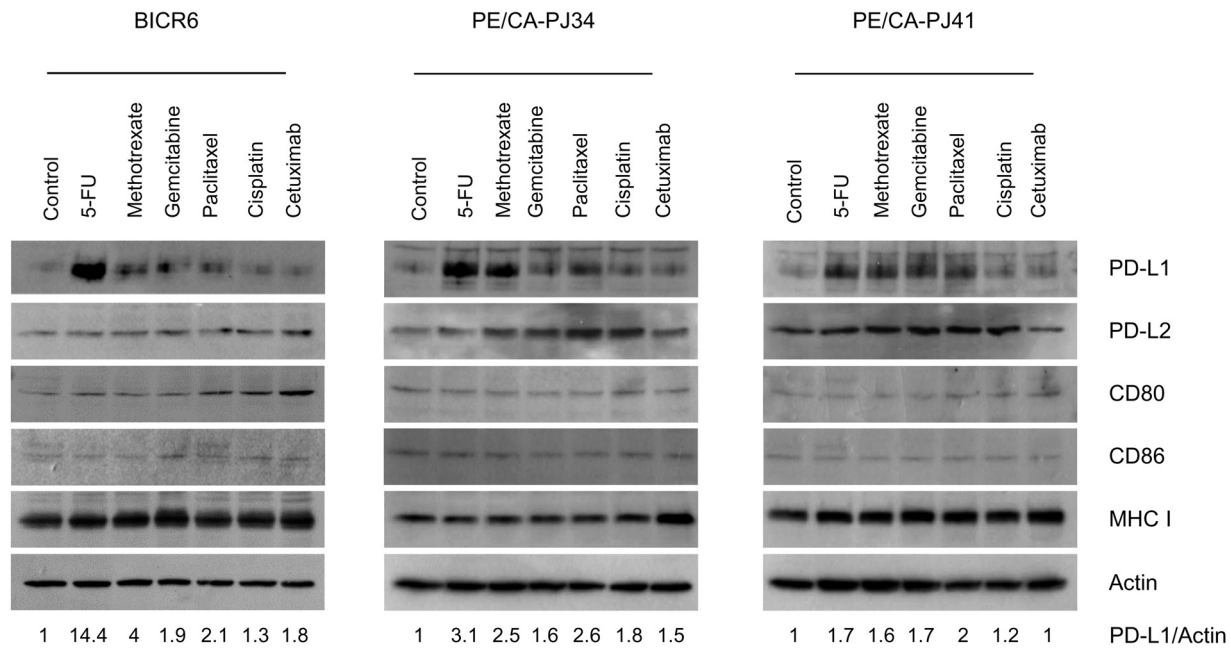 BICR6 PE/CA-PJ34 PE/CA-PJ41
Control 5-FU Methotrexate Gemcitabine Paclitaxel Cisplatin Cetuximab Control 5-FU Methotrexate Gemcitabine Paclitaxel Cisplatin Cetuximab Control 5-FU Methotrexate Gemcitabine Paclitaxel Cisplatin Cetuximab
PD-L1
PD-L2
CD80
CD86
MHC I
Actin
1 14.4 4 1.9 2.1 1.3 1.8 1 3.1 2.5 1.6 2.6 1.8 1.5 1 1.7 1.6 1.7 2 1.2 1 PD-L1/Actin